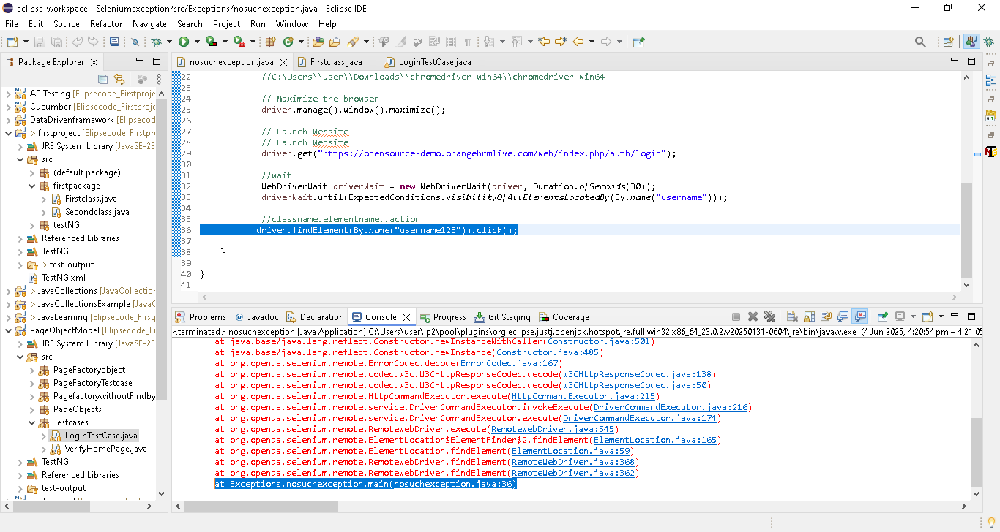 eclipse-workspace - Seleniumexception/src/Exceptions/nosuchexception.java - Eclipse IDE
File Edit Source Refactor Navigate Search Project Run Window Help
Package Explorer
nosuchexception.java Firstclass.java LoginTestCase.java
APITesting [Elipsecode_Firstproje
Cucumber [Elipsecode_Firstproje
DataDrivenframework [Elipsecod
> firstproject [Elipsecode_Firstpr
JRE System Library [JavaSE-23
src
(default package)
firstpackage
Firstclass.java
Secondclass.java
testNG
Referenced Libraries
TestNG
> test-output
TestNG.xml
> JavaCollections [JavaCollection
> JavaCollectionsExample [JavaC
> JavaLearning [Elipsecode_Firstp
PageObjectModel [Elipsecode_Fi
JRE System Library [JavaSE-23
src
PageFactoryobject
PageFactoryTestcase
PagefactorywithoutFindby
PageObjects
Testcases
LoginTestCase.java
VerifyHomePage.java
TestNG
Referenced Libraries
test-output
22 //C:\Users\\user\\Downloads\\chromedriver-win64\\chromedriver-win64
23
24 // Maximize the browser
25 driver.manage().window().maximize();
26
27 // Launch Website
28 // Launch Website
29 driver.get("https://opensource-demo.orangehrmlive.com/web/index.php/auth/login");
30
31 //wait
32 WebDriverWait driverWait = new WebDriverWait(driver, Duration.ofSeconds(30));
33 driverWait.until(ExpectedConditions.visibilityOfAllElementsLocatedBy(By.name("username")));
34
35 //classname.elementname..action
36 driver.findElement(By.name("username123")).click();
37
38 }
39
40 }
41
Problems @ Javadoc Declaration Console Progress Git Staging Coverage
<terminated> nosuchexception [Java Application] C:\Users\user\.p2\pool\plugins\org.eclipse.justj.openjdk.hotspot.jre.full.win32.x86_64_23.0.2.v20250131-0604\jre\bin\javaw.exe (4 Jun 2025, 4:20:54 pm – 4:21:05
at java.base/java.lang.reflect.Constructor.newInstanceWithCaller(Constructor.java:501)
at java.base/java.lang.reflect.Constructor.newInstance(Constructor.java:485)
at org.openqa.selenium.remote.ErrorCodec.decode(ErrorCodec.java:167)
at org.openqa.selenium.remote.codec.w3c.W3CHttpResponseCodec.decode(W3CHttpResponseCodec.java:138)
at org.openqa.selenium.remote.codec.w3c.W3CHttpResponseCodec.decode(W3CHttpResponseCodec.java:50)
at org.openqa.selenium.remote.HttpCommandExecutor.execute(HttpCommandExecutor.java:215)
at org.openqa.selenium.remote.service.DriverCommandExecutor.invokeExecute(DriverCommandExecutor.java:216)
at org.openqa.selenium.remote.service.DriverCommandExecutor.execute(DriverCommandExecutor.java:174)
at org.openqa.selenium.remote.RemoteWebDriver.execute(RemoteWebDriver.java:545)
at org.openqa.selenium.remote.ElementLocation$ElementFinder$2.findElement(ElementLocation.java:165)
at org.openqa.selenium.remote.ElementLocation.findElement(ElementLocation.java:59)
at org.openqa.selenium.remote.RemoteWebDriver.findElement(RemoteWebDriver.java:368)
at org.openqa.selenium.remote.RemoteWebDriver.findElement(RemoteWebDriver.java:362)
at Exceptions.nosuchexception.main(nosuchexception.java:36)